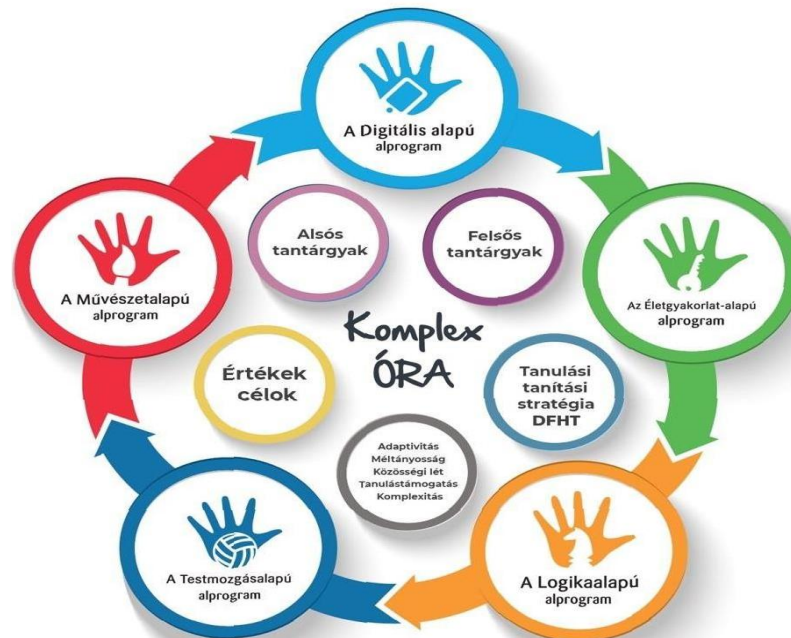 A Digitális alapú
alprogram
Alsós
tantárgyak
Felsős
tantárgyak
A Művészetalapú
alprogram
Az Életgyakorlat-alapú
alprogram
Komplex
ÓRA
Értékek
célok
Tanulási
tanítási
stratégia
DFHT
Adaptivitás
Méltányosság
Közösségi lét
Tanulástámogatás
Komplexitás
A Testmozgásalapú
alprogram
A Logikaalapú
alprogram